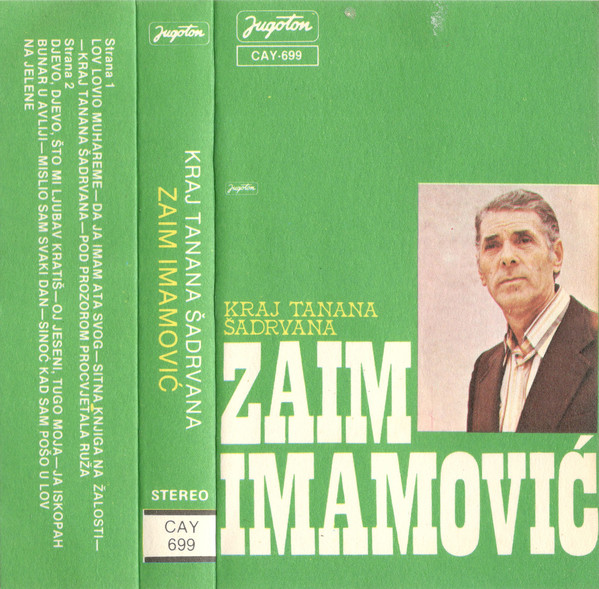 Strana 1
LOV LOVIO MUHAREME—DA JA IMAM ATA SVOG—SITNA KNJIGA NA ŽALOSTI—
—KRAJ TANANA ŠADRVANA—POD PROZOROM PROCVJETALA RUŽA
Strana 2
DJEVO, DJEVO, ŠTO MI LJUBAV KRATIŠ—OJ JESENI, TUGO MOJA—JA ISKOPAH
BUNAR U AVLIJI—MISLIO SAM SVAKI DAN—SINOĆ KAD SAM POŠO U LOV
NA JELENE
Jugoton
KRAJ TANANA ŠADRVANA
ZAIM IMAMOVIĆ
STEREO
CAY
699
Jugoton
CAY-699
Jugoton
KRAJ TANANA
ŠADRVANA
ZAIM
IMAMOVIĆ